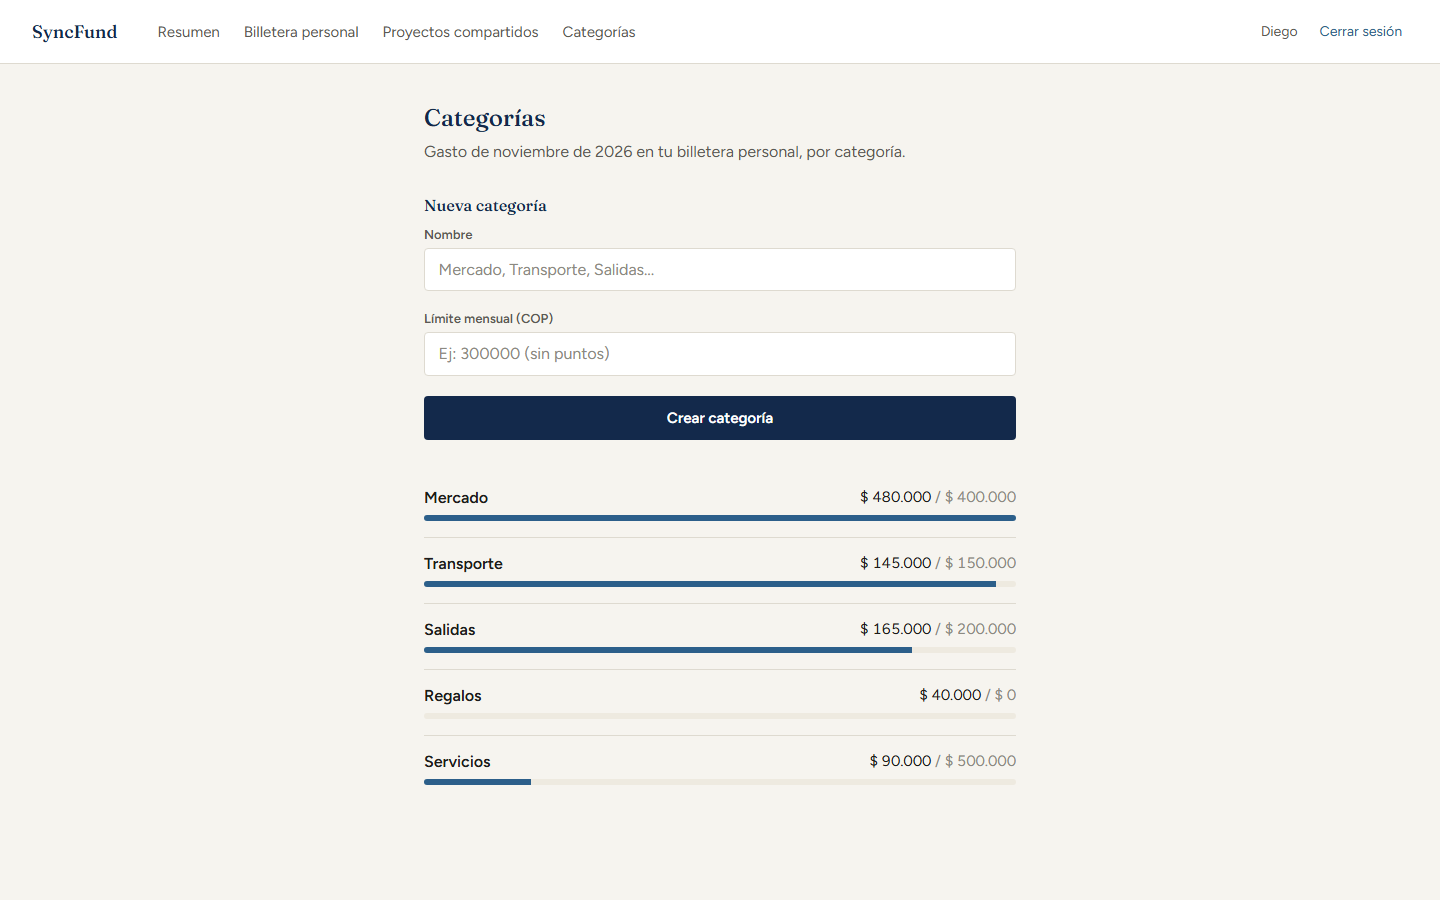 SyncFund Resumen Billetera personal Proyectos compartidos Categorías Diego Cerrar sesión
Categorías
Gasto de noviembre de 2026 en tu billetera personal, por categoría.
Nueva categoría
Nombre
Mercado, Transporte, Salidas...
Límite mensual (COP)
Ej: 300000 (sin puntos)
Crear categoría
Mercado $ 480.000 / $ 400.000
Transporte $ 145.000 / $ 150.000
Salidas $ 165.000 / $ 200.000
Regalos $ 40.000 / $ 0
Servicios $ 90.000 / $ 500.000